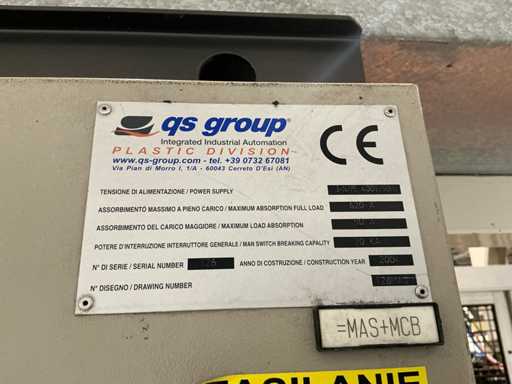 qs group
Integrated Industrial Automation
PLASTIC DIVISION
www.qs-group.com - tel. +39 0732 67081
Via Pian di Morro I, 1/A - 60043 Cerreto D'Esi (AN)
CE
TENSIONE DI ALIMENTAZIONE / POWER SUPPLY
ASSORBIMENTO MASSIMO A PIENO CARICO / MAXIMUM ABSORPTION FULL LOAD
ASSORBIMENTO DEL CARICO MAGGIORE / MAXIMUM LOAD ABSORPTION
POTERE D'INTERRUZIONE INTERRUTTORE GENERALE / MAN SWITCH BREAKING CAPALITY
N° DI SERIE / SERIAL NUMBER ANNO DI COSTRUZIONE / CONSTRUCTION YEAR
N° DISEGNO / DRAWING NUMBER
=MAS+MCB
ZASILANIE